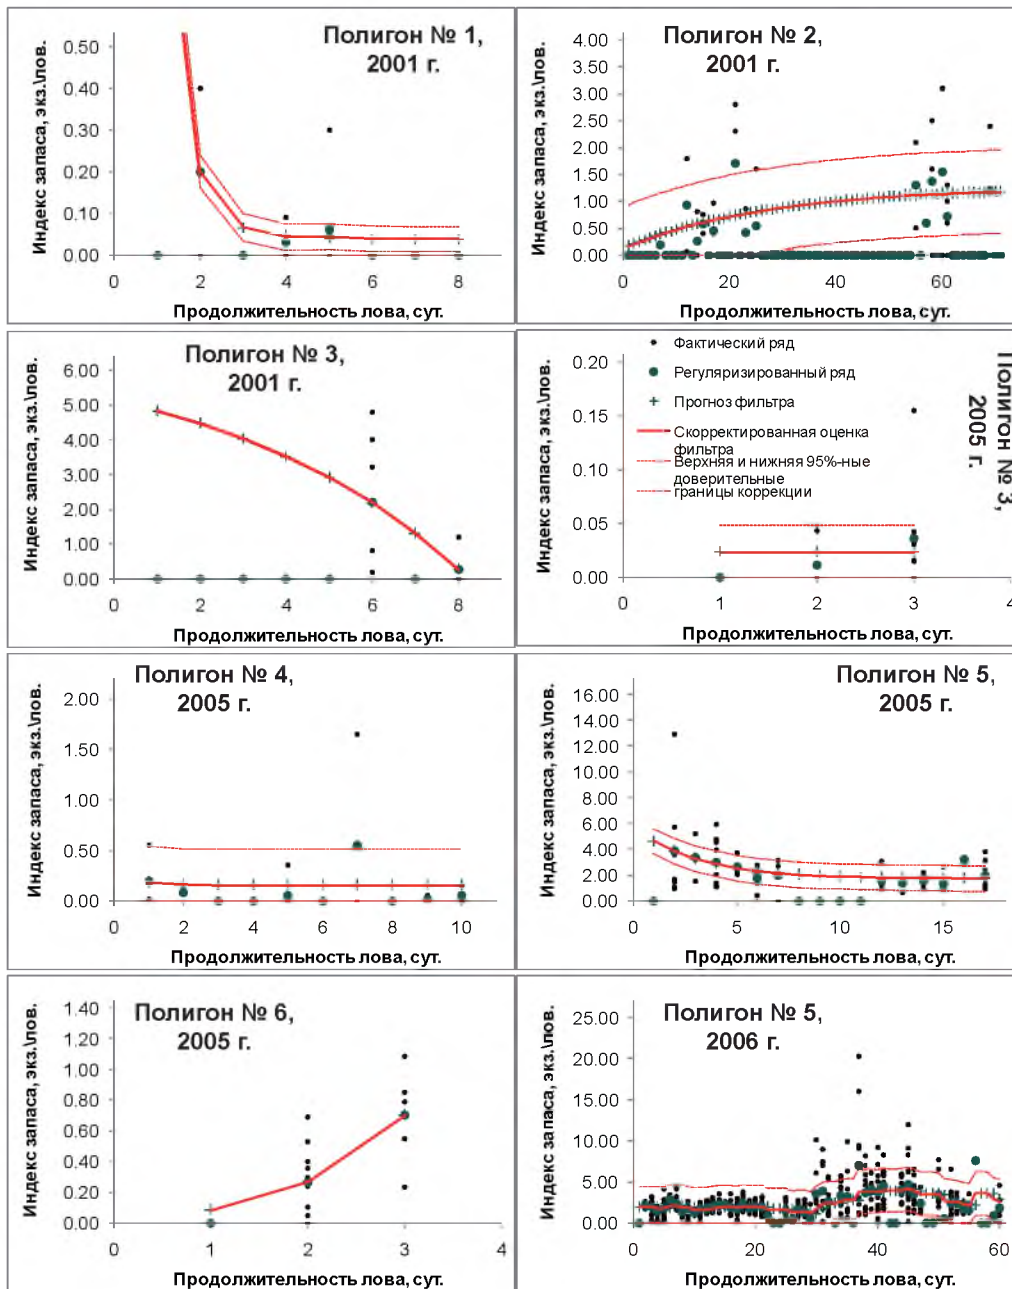 Полигон № 1,
2001 г.
Индекс запаса, экз.\лов.
0.50
0.40
0.30
0.20
0.10
0.00
0 2 4 6 8
Продолжительность лова, сут.
Полигон № 2,
2001 г.
Индекс запаса, экз.\лов.
4.00
3.50
3.00
2.50
2.00
1.50
1.00
0.50
0.00
0 20 40 60
Продолжительность лова, сут.
Полигон № 3,
2001 г.
Индекс запаса, экз.\лов.
6.00
5.00
4.00
3.00
2.00
1.00
0.00
0 2 4 6 8
Продолжительность лова, сут.
Полигон № 3,
2005 г.
Индекс запаса, экз.\лов.
0.20
0.15
0.10
0.05
0.00
0 1 2 3 4
Продолжительность лова, сут.
Фактический ряд
Регуляризированный ряд
Прогноз фильтра
Скорректированная оценка
фильтра
Верхняя и нижняя 95%-ные
доверительные
границы коррекции
Полигон № 4,
2005 г.
Индекс запаса, экз.\лов.
2.00
1.50
1.00
0.50
0.00
0 2 4 6 8 10
Продолжительность лова, сут.
Полигон № 5,
2005 г.
Индекс запаса, экз.\лов.
16.00
14.00
12.00
10.00
8.00
6.00
4.00
2.00
0.00
0 5 10 15
Продолжительность лова, сут.
Полигон № 6,
2005 г.
Индекс запаса, экз.\лов.
1.40
1.20
1.00
0.80
0.60
0.40
0.20
0.00
0 1 2 3 4
Продолжительность лова, сут.
Полигон № 5,
2006 г.
Индекс запаса, экз.\лов.
25.00
20.00
15.00
10.00
5.00
0.00
0 20 40 60
Продолжительность лова, сут.